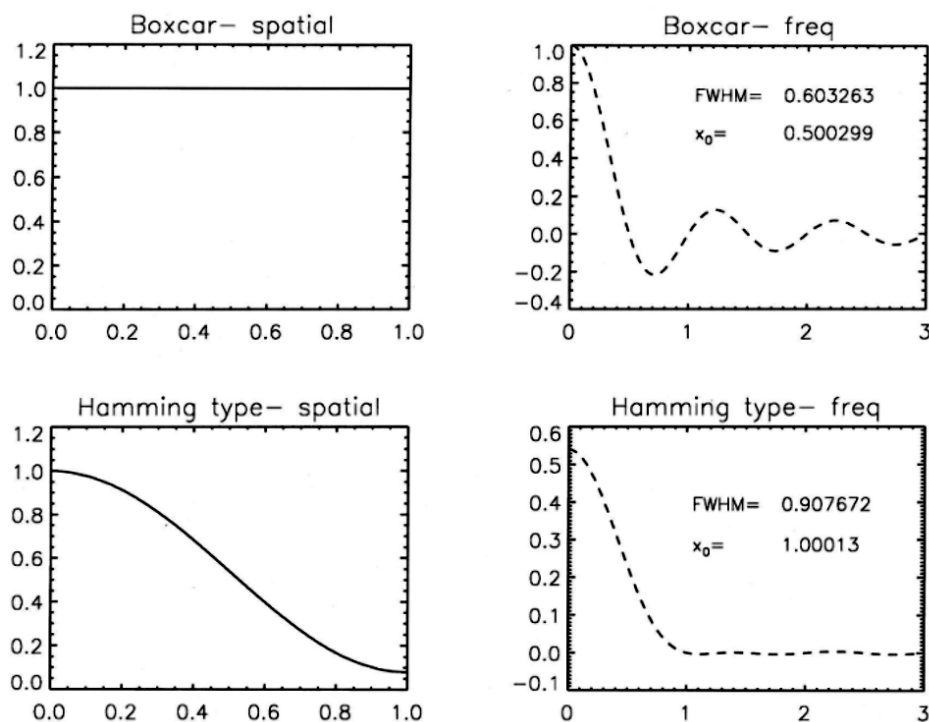 Boxcar– spatial
1.2
1.0
0.8
0.6
0.4
0.2
0.0
0.0 0.2 0.4 0.6 0.8 1.0
Boxcar– freq
1.0
0.8
0.6
0.4
0.2
0.0
−0.2
−0.4
0 1 2 3
FWHM= 0.603263
x₀= 0.500299
Hamming type– spatial
1.2
1.0
0.8
0.6
0.4
0.2
0.0
0.0 0.2 0.4 0.6 0.8 1.0
Hamming type– freq
0.6
0.5
0.4
0.3
0.2
0.1
0.0
−0.1
0 1 2 3
FWHM= 0.907672
x₀= 1.00013